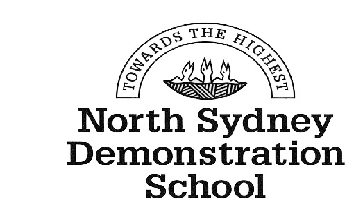 TOWARDS THE HIGHEST
North Sydney
Demonstration
School